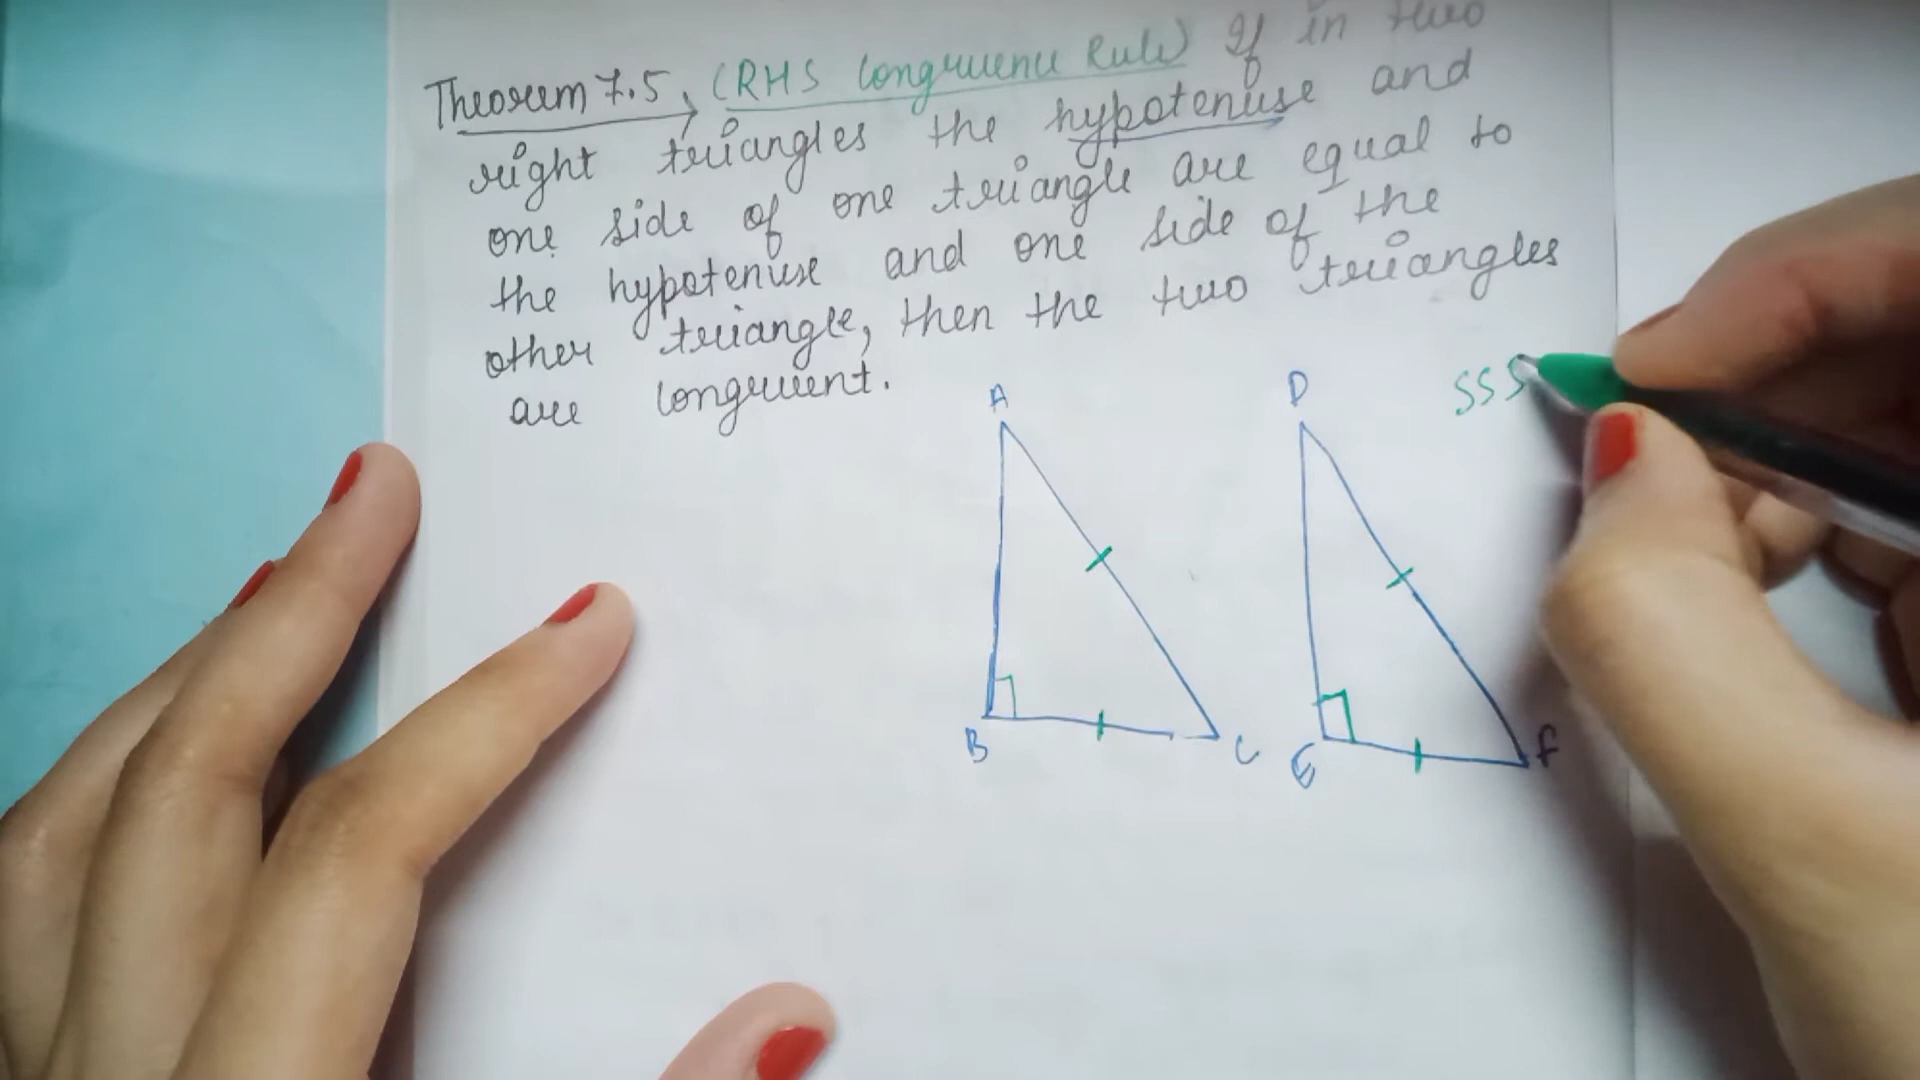 Theorem 7.5, (RHS Congruence Rule) If in two
right triangles the hypotenuse and
one side of one triangle are equal to
the hypotenuse and one side of the
other triangle, then the two triangles
are congruent.
A
D
SSS
B
C
E
F